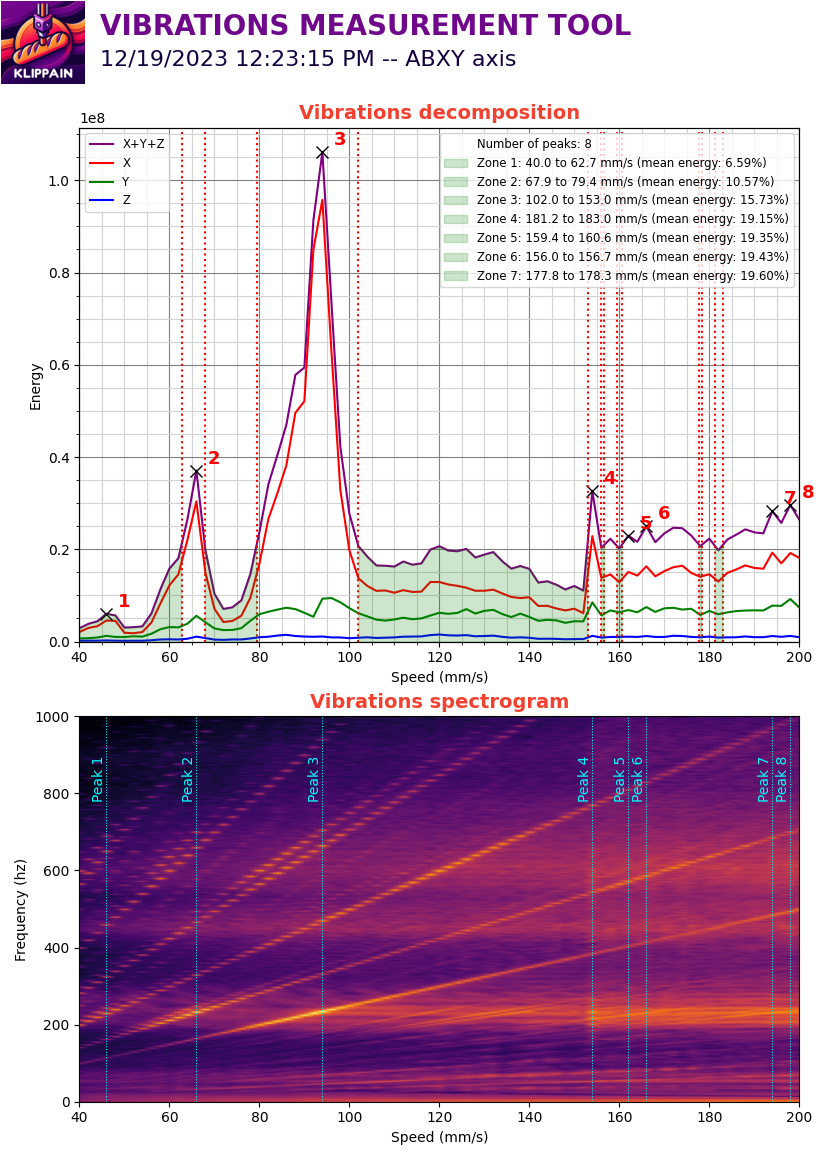 VIBRATIONS MEASUREMENT TOOL
12/19/2023 12:23:15 PM -- ABXY axis
KLIPPAIN
Vibrations decomposition
1e8
X+Y+Z
X
Y
Z
Number of peaks: 8
Zone 1: 40.0 to 62.7 mm/s (mean energy: 6.59%)
Zone 2: 67.9 to 79.4 mm/s (mean energy: 10.57%)
Zone 3: 102.0 to 153.0 mm/s (mean energy: 15.73%)
Zone 4: 181.2 to 183.0 mm/s (mean energy: 19.15%)
Zone 5: 159.4 to 160.6 mm/s (mean energy: 19.35%)
Zone 6: 156.0 to 156.7 mm/s (mean energy: 19.43%)
Zone 7: 177.8 to 178.3 mm/s (mean energy: 19.60%)
1 2 3 4 5 6 7 8
1.0
0.8
0.6
0.4
0.2
0.0
Energy
40 60 80 100 120 140 160 180 200
Speed (mm/s)
Vibrations spectrogram
1000
800
600
400
200
0
Frequency (hz)
Peak 1
Peak 2
Peak 3
Peak 4
Peak 5
Peak 6
Peak 7
Peak 8
40 60 80 100 120 140 160 180 200
Speed (mm/s)